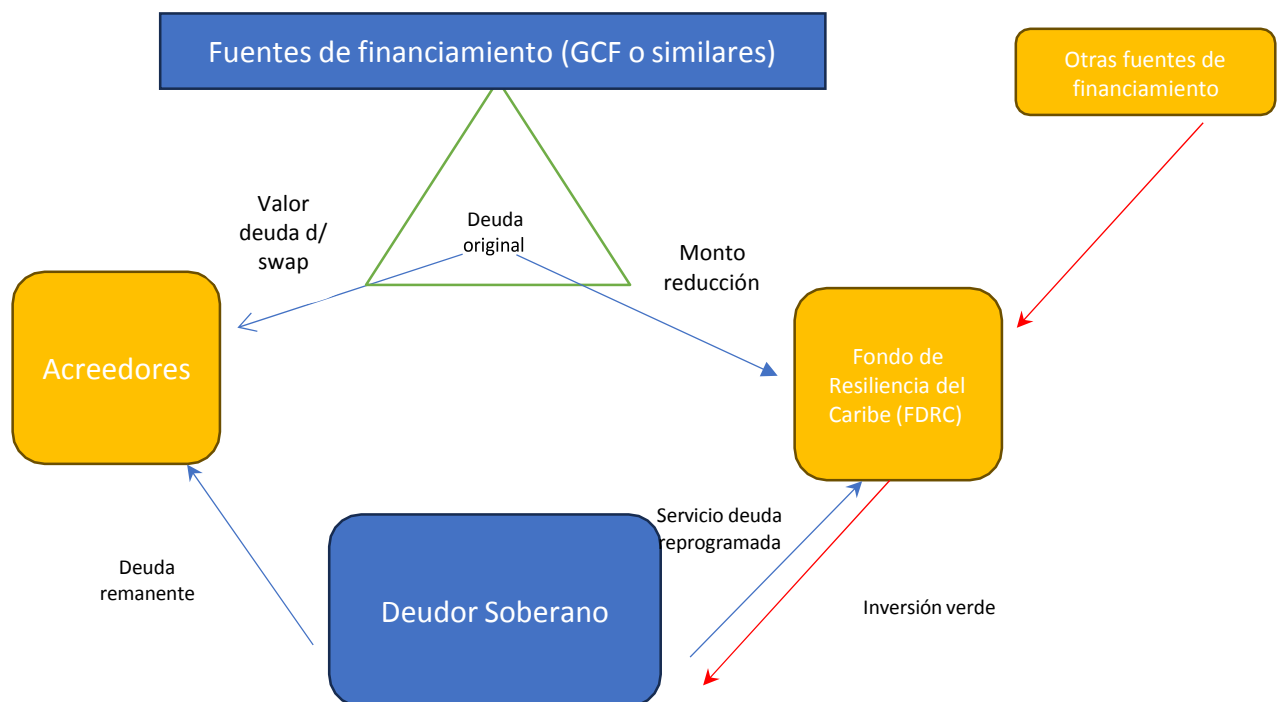 Fuentes de financiamiento (GCF o similares)
Otras fuentes de
financiamiento
Valor
deuda d/
swap
Deuda
original
Monto
reducción
Acreedores
Fondo de
Resiliencia del
Caribe (FDRC)
Servicio deuda
reprogramada
Deuda
remanente
Deudor Soberano
Inversión verde